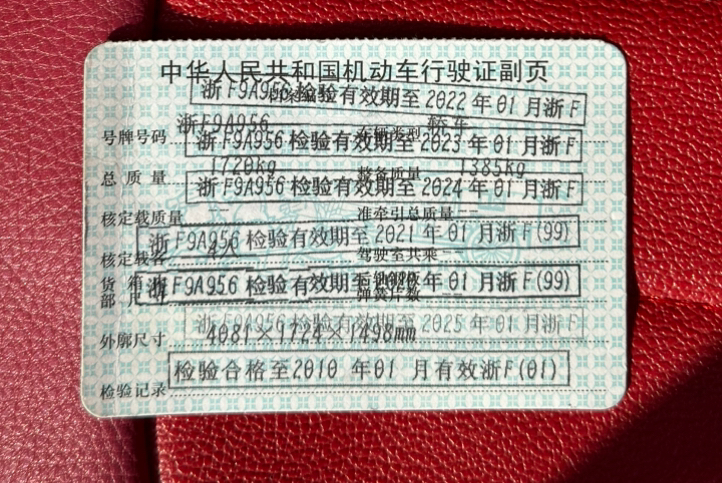 中华人民共和国机动车行驶证副页
浙F9A956 检验有效期至2022年01月浙F
号牌号码 浙F9A956 车辆类型 轿车
浙F9A956 检验有效期至2023年01月浙F
总质量 1720kg 整备质量 1385kg
浙F9A956 检验有效期至2024年01月浙F
核定载质量 -- 准牵引总质量 --
浙F9A956 检验有效期至2021年01月浙F(99)
核定载客 驾驶室共乘 --
浙F9A956 检验有效期至 年01月浙F(99)
货箱 部尺寸 弹簧片数 --
浙F9A956 检验有效期至2025年01月浙F
外廓尺寸 4081×1724×1498mm
检验合格至2010 年01 月有效浙F(01)
检验记录